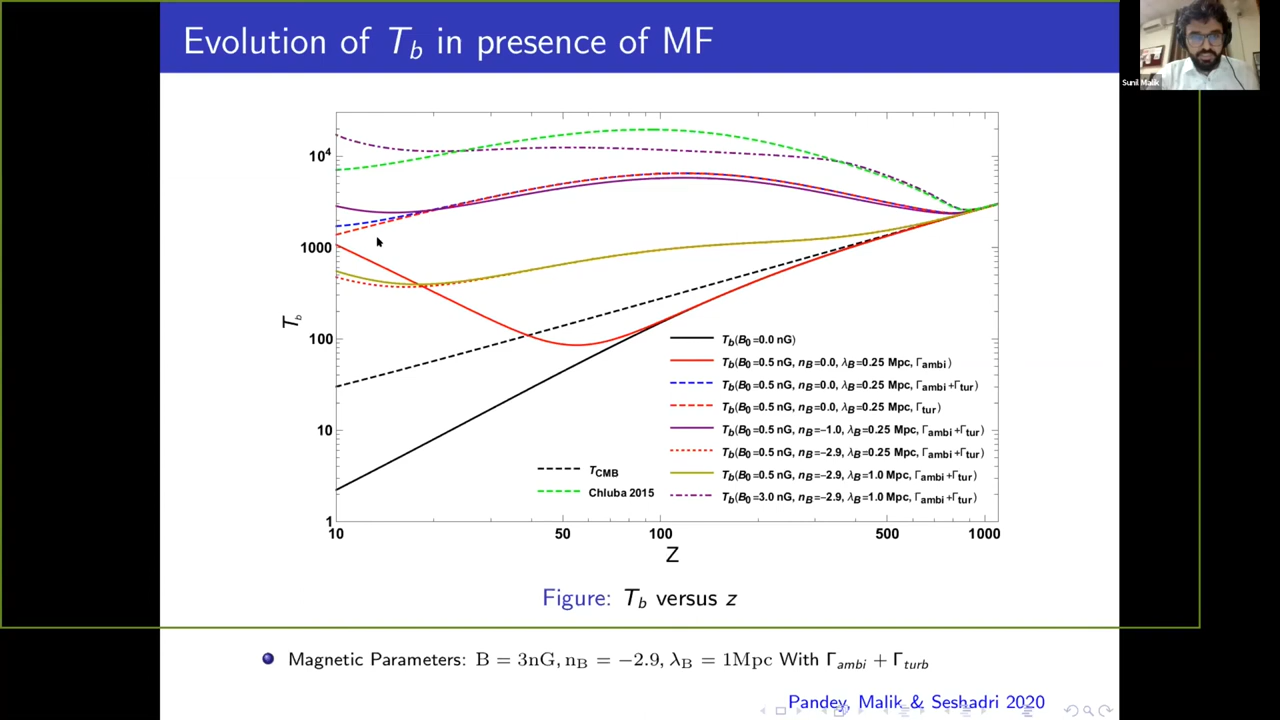 Evolution of T_b in presence of MF
Sunil Malik
10⁴
1000
100
10
1
T_b
10
50
100
500
1000
Z
T_b(B_0=0.0 nG)
T_b(B_0=0.5 nG, n_B=0.0, λ_B=0.25 Mpc, Γ_ambi)
T_b(B_0=0.5 nG, n_B=0.0, λ_B=0.25 Mpc, Γ_ambi+Γ_tur)
T_b(B_0=0.5 nG, n_B=0.0, λ_B=0.25 Mpc, Γ_tur)
T_b(B_0=0.5 nG, n_B=−1.0, λ_B=0.25 Mpc, Γ_ambi+Γ_tur)
T_b(B_0=0.5 nG, n_B=−2.9, λ_B=0.25 Mpc, Γ_ambi+Γ_tur)
T_b(B_0=0.5 nG, n_B=−2.9, λ_B=1.0 Mpc, Γ_ambi+Γ_tur)
T_b(B_0=3.0 nG, n_B=−2.9, λ_B=1.0 Mpc, Γ_ambi+Γ_tur)
T_CMB
Chluba 2015
Figure: T_b versus z
Magnetic Parameters: B = 3nG, n_B = −2.9, λ_B = 1Mpc With Γ_ambi + Γ_turb
Pandey, Malik & Seshadri 2020